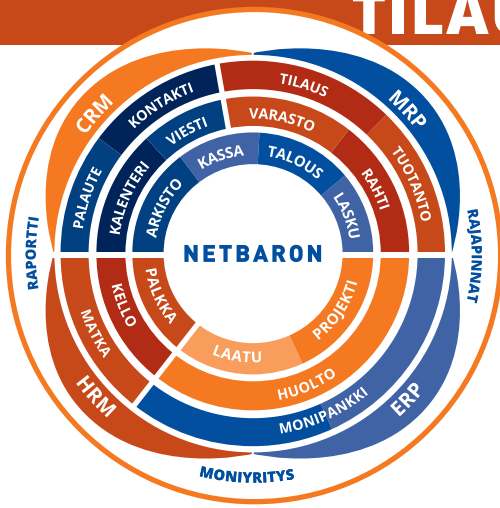 TILAU
CRM
MRP
KONTAKTI
TILAUS
PALAUTE
KALENTERI
VIESTI
VARASTO
TUOTANTO
ARKISTO
KASSA
TALOUS
LASKU
RAHTI
RAPORTTI
NETBARON
RAJAPINNAT
MATKA
KELLO
PALKKA
LAATU
PROJEKTI
HUOLTO
MONIPANKKI
HRM
ERP
MONIYRITYS